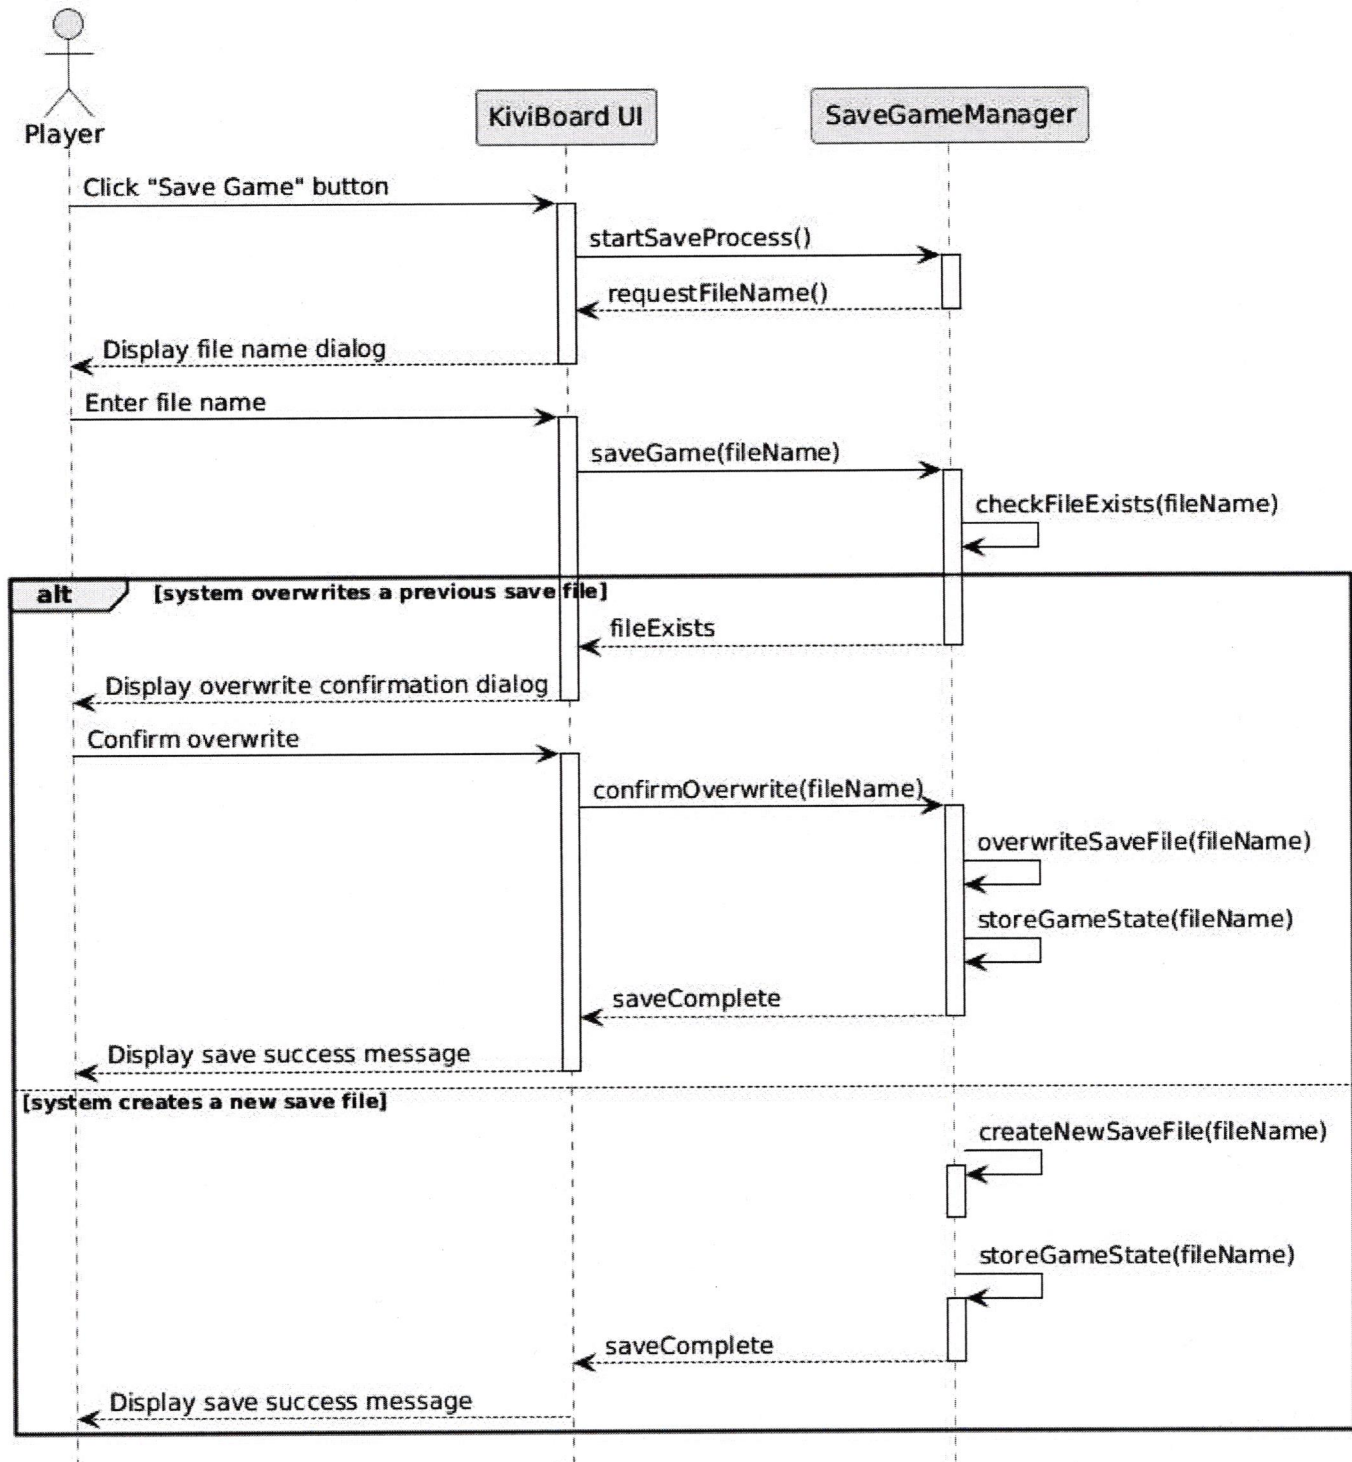 Player
KiviBoard UI
SaveGameManager
Click "Save Game" button
startSaveProcess()
requestFileName()
Display file name dialog
Enter file name
saveGame(fileName)
checkFileExists(fileName)
alt [system overwrites a previous save file]
fileExists
Display overwrite confirmation dialog
Confirm overwrite
confirmOverwrite(fileName)
overwriteSaveFile(fileName)
storeGameState(fileName)
saveComplete
Display save success message
[system creates a new save file]
createNewSaveFile(fileName)
storeGameState(fileName)
saveComplete
Display save success message